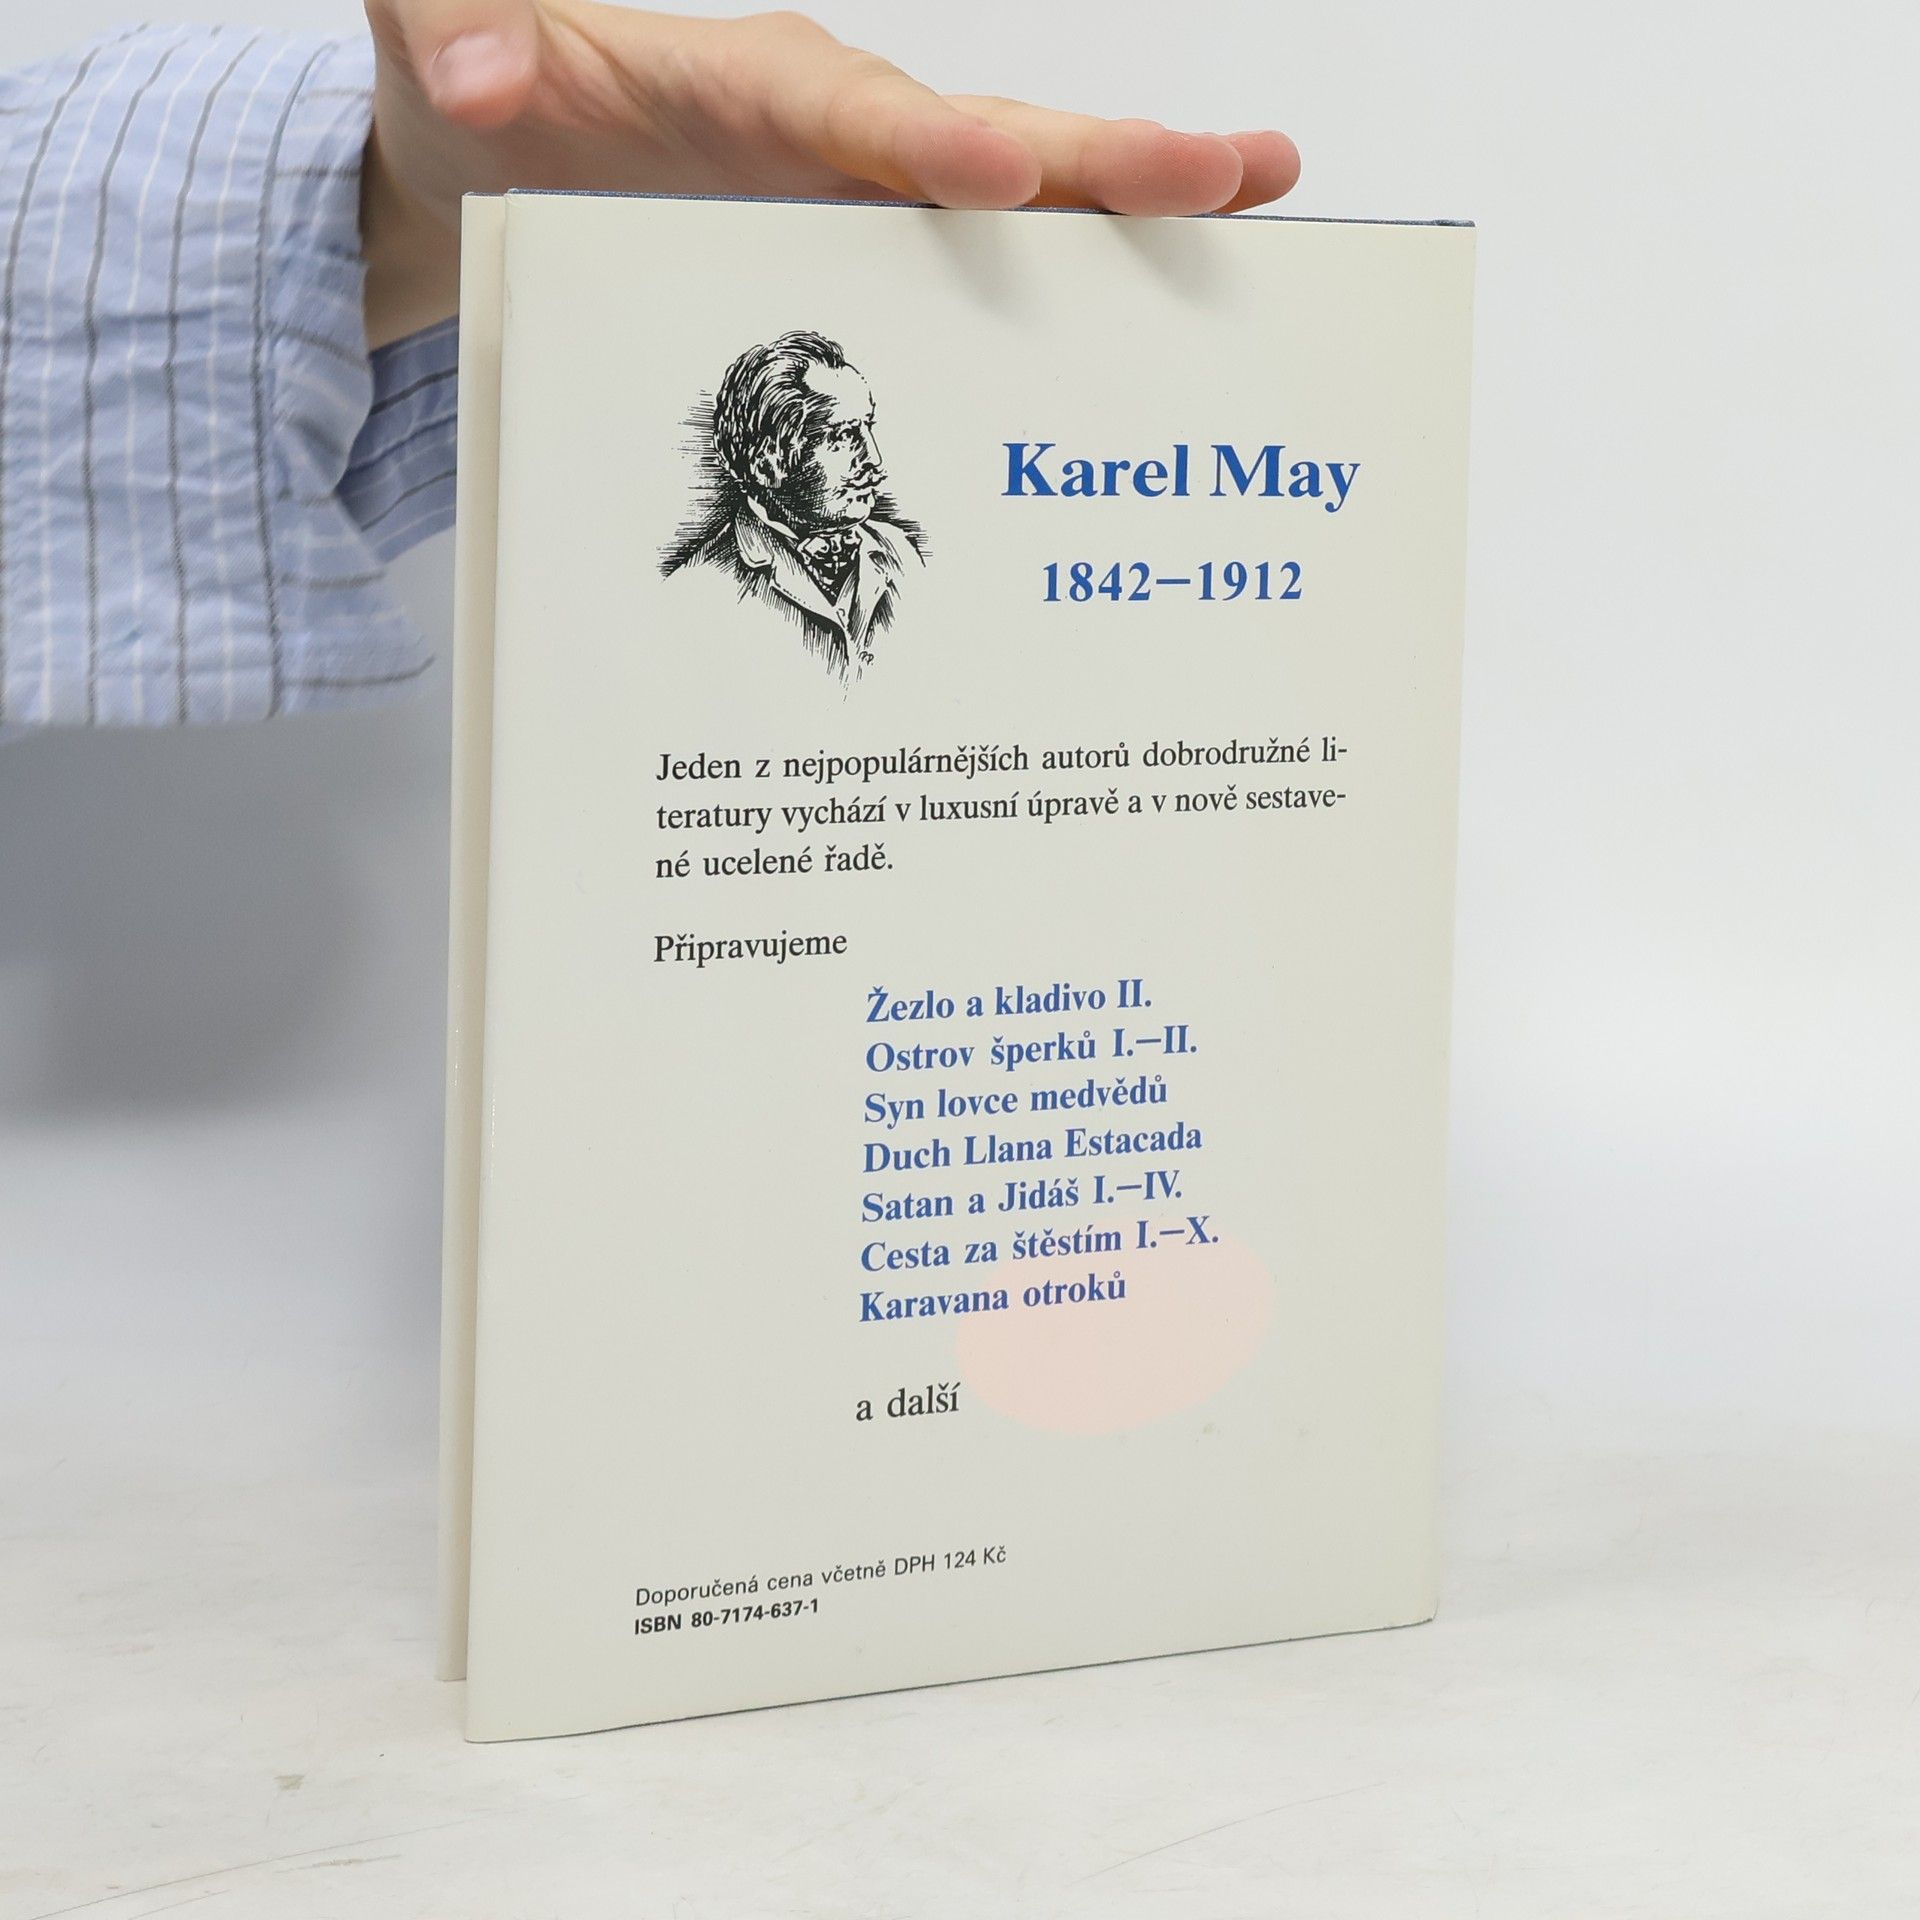 Karel May
1842–1912
Jeden z nejpopulárnějších autorů dobrodružné li-
teratury vychází v luxusní úpravě a v nově sestave-
né ucelené řadě.
Připravujeme
Žezlo a kladivo II.
Ostrov šperků I.–II.
Syn lovce medvědů
Duch Llana Estacada
Satan a Jidáš I.–IV.
Cesta za štěstím I.–X.
Karavana otroků
a další
Doporučená cena včetně DPH 124 Kč
ISBN 80-7174-637-1